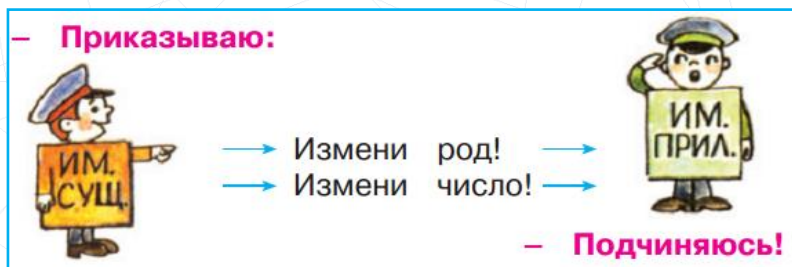 – Приказываю:
ИМ.
СУЩ.
Измени род!
Измени число!
ИМ.
ПРИЛ.
– Подчиняюсь!